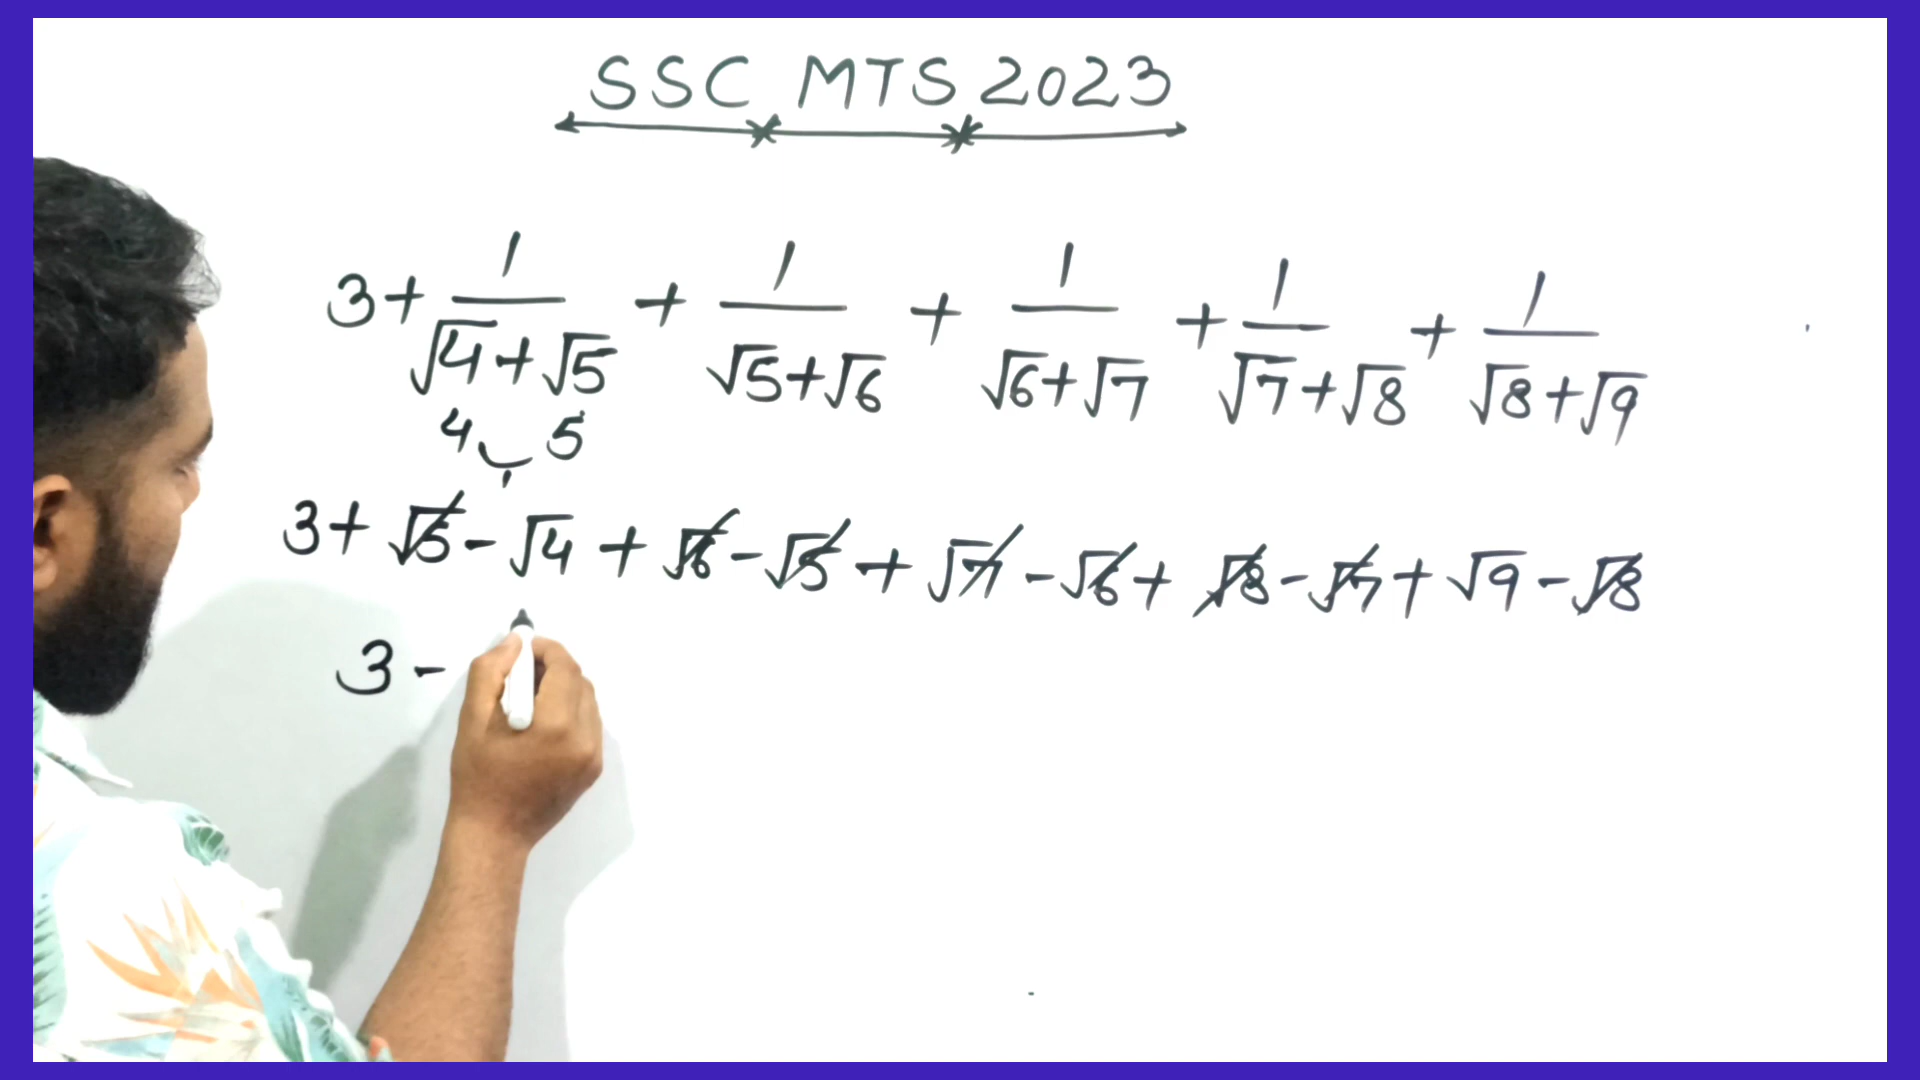 SSC MTS 2023
3 + 1/(√4+√5) + 1/(√5+√6) + 1/(√6+√7) + 1/(√7+√8) + 1/(√8+√9)
4 5
1
3 + √5 - √4 + √6 - √5 + √7 - √6 + √8 - √7 + √9 - √8
3 -